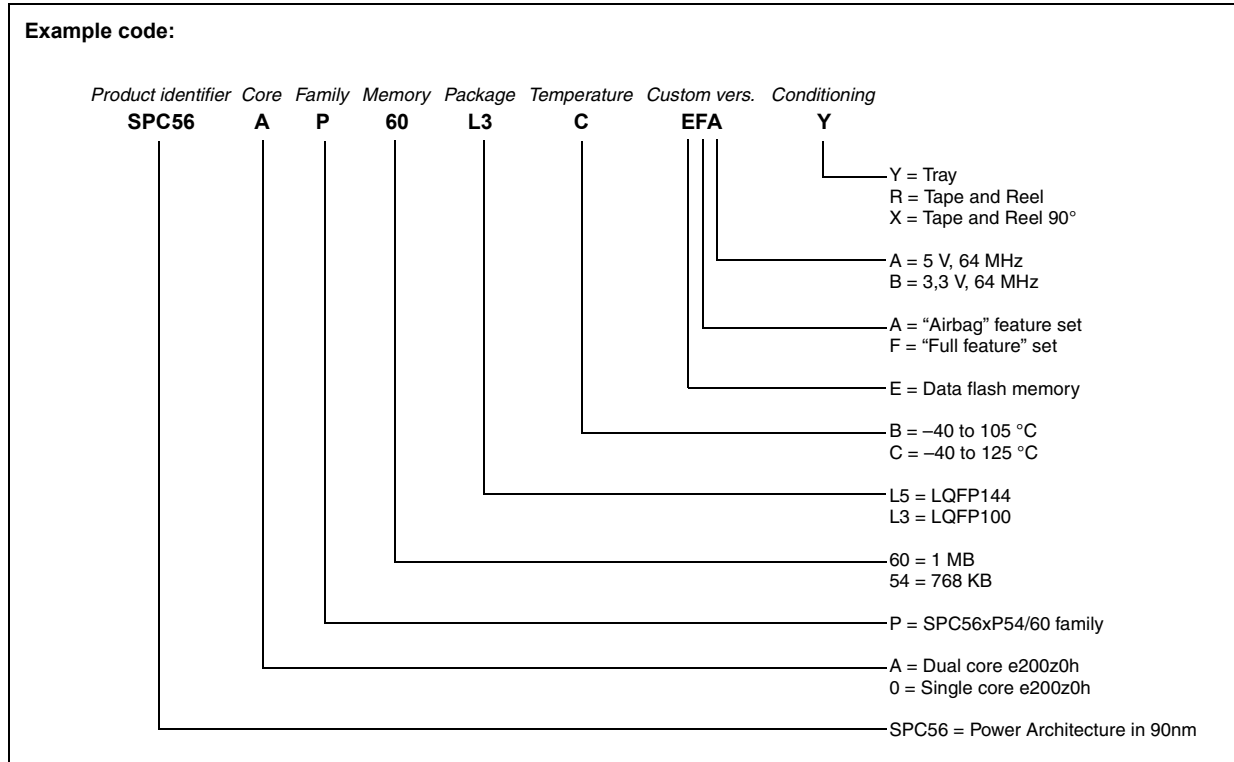 Example code:
Product identifier Core Family Memory Package Temperature Custom vers. Conditioning
SPC56 A P 60 L3 C EFA Y
Y = Tray
R = Tape and Reel
X = Tape and Reel 90°
A = 5 V, 64 MHz
B = 3,3 V, 64 MHz
A = “Airbag” feature set
F = “Full feature” set
E = Data flash memory
B = –40 to 105 °C
C = –40 to 125 °C
L5 = LQFP144
L3 = LQFP100
60 = 1 MB
54 = 768 KB
P = SPC56xP54/60 family
A = Dual core e200z0h
0 = Single core e200z0h
SPC56 = Power Architecture in 90nm